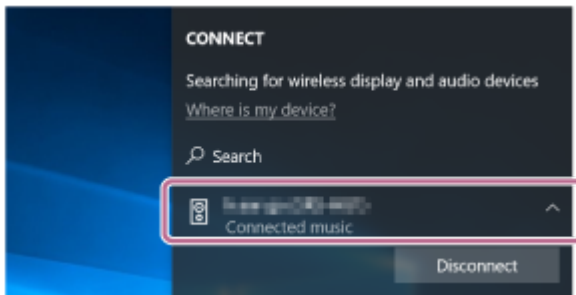 CONNECT
Searching for wireless display and audio devices
Where is my device?
Search
Connected music
Disconnect